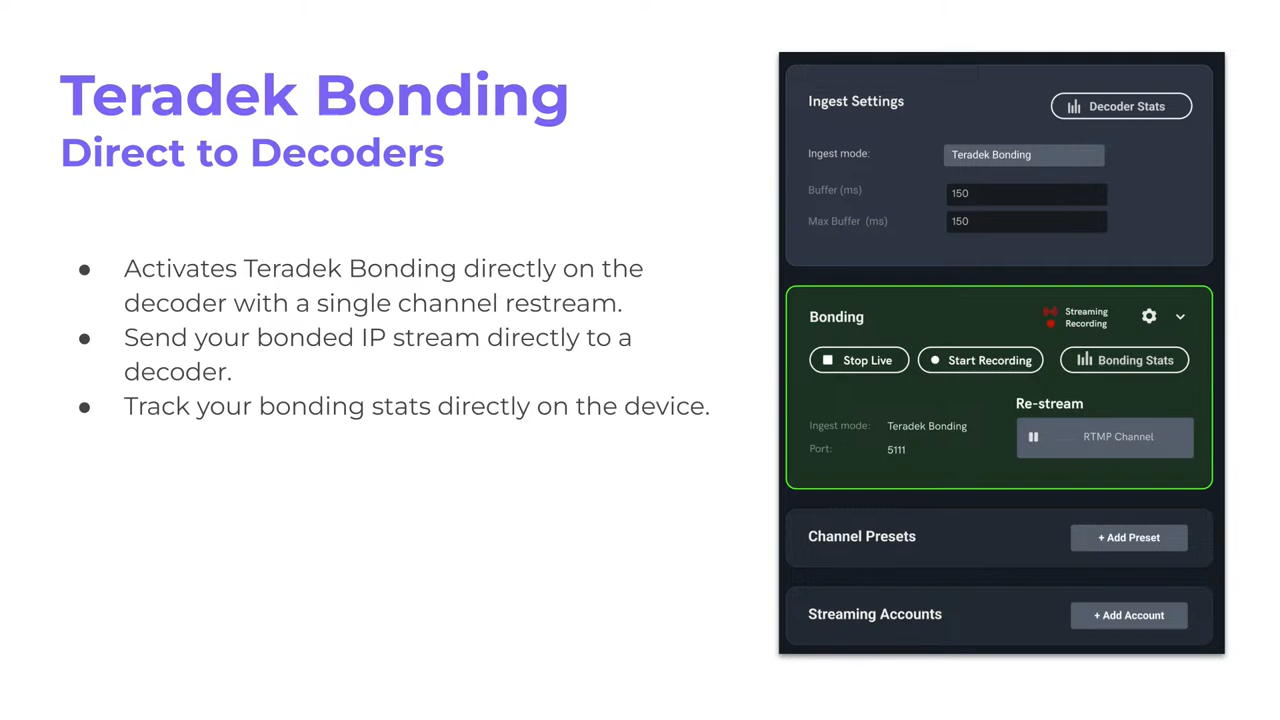 Teradek Bonding
Direct to Decoders
● Activates Teradek Bonding directly on the
decoder with a single channel restream.
● Send your bonded IP stream directly to a
decoder.
● Track your bonding stats directly on the device.
Ingest Settings
Decoder Stats
Ingest mode: Teradek Bonding
Buffer (ms) 150
Max Buffer (ms) 150
Bonding
Streaming
Recording
Stop Live
Start Recording
Bonding Stats
Re-stream
Ingest mode: Teradek Bonding
RTMP Channel
Port: 5111
Channel Presets
+ Add Preset
Streaming Accounts
+ Add Account